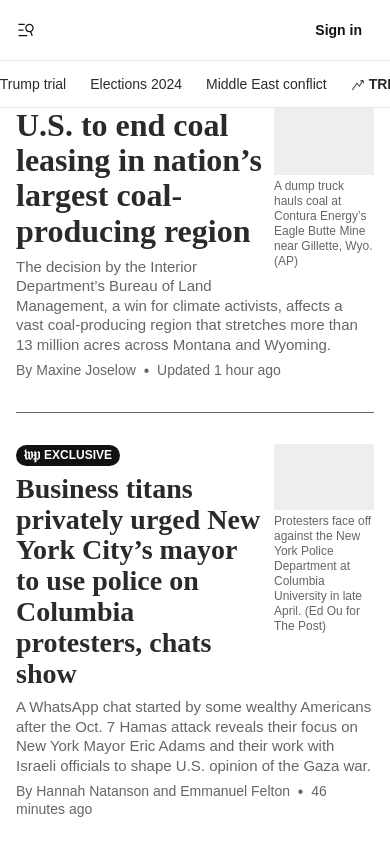 Sign in
Trump trial Elections 2024 Middle East conflict TRE
U.S. to end coal
leasing in nation's
largest coal-
producing region
A dump truck
hauls coal at
Contura Energy's
Eagle Butte Mine
near Gillette, Wyo.
(AP)
The decision by the Interior
Department's Bureau of Land
Management, a win for climate activists, affects a
vast coal-producing region that stretches more than
13 million acres across Montana and Wyoming.
By Maxine Joselow • Updated 1 hour ago
wp EXCLUSIVE
Business titans
privately urged New
York City's mayor
to use police on
Columbia
protesters, chats
show
Protesters face off
against the New
York Police
Department at
Columbia
University in late
April. (Ed Ou for
The Post)
A WhatsApp chat started by some wealthy Americans
after the Oct. 7 Hamas attack reveals their focus on
New York Mayor Eric Adams and their work with
Israeli officials to shape U.S. opinion of the Gaza war.
By Hannah Natanson and Emmanuel Felton • 46
minutes ago